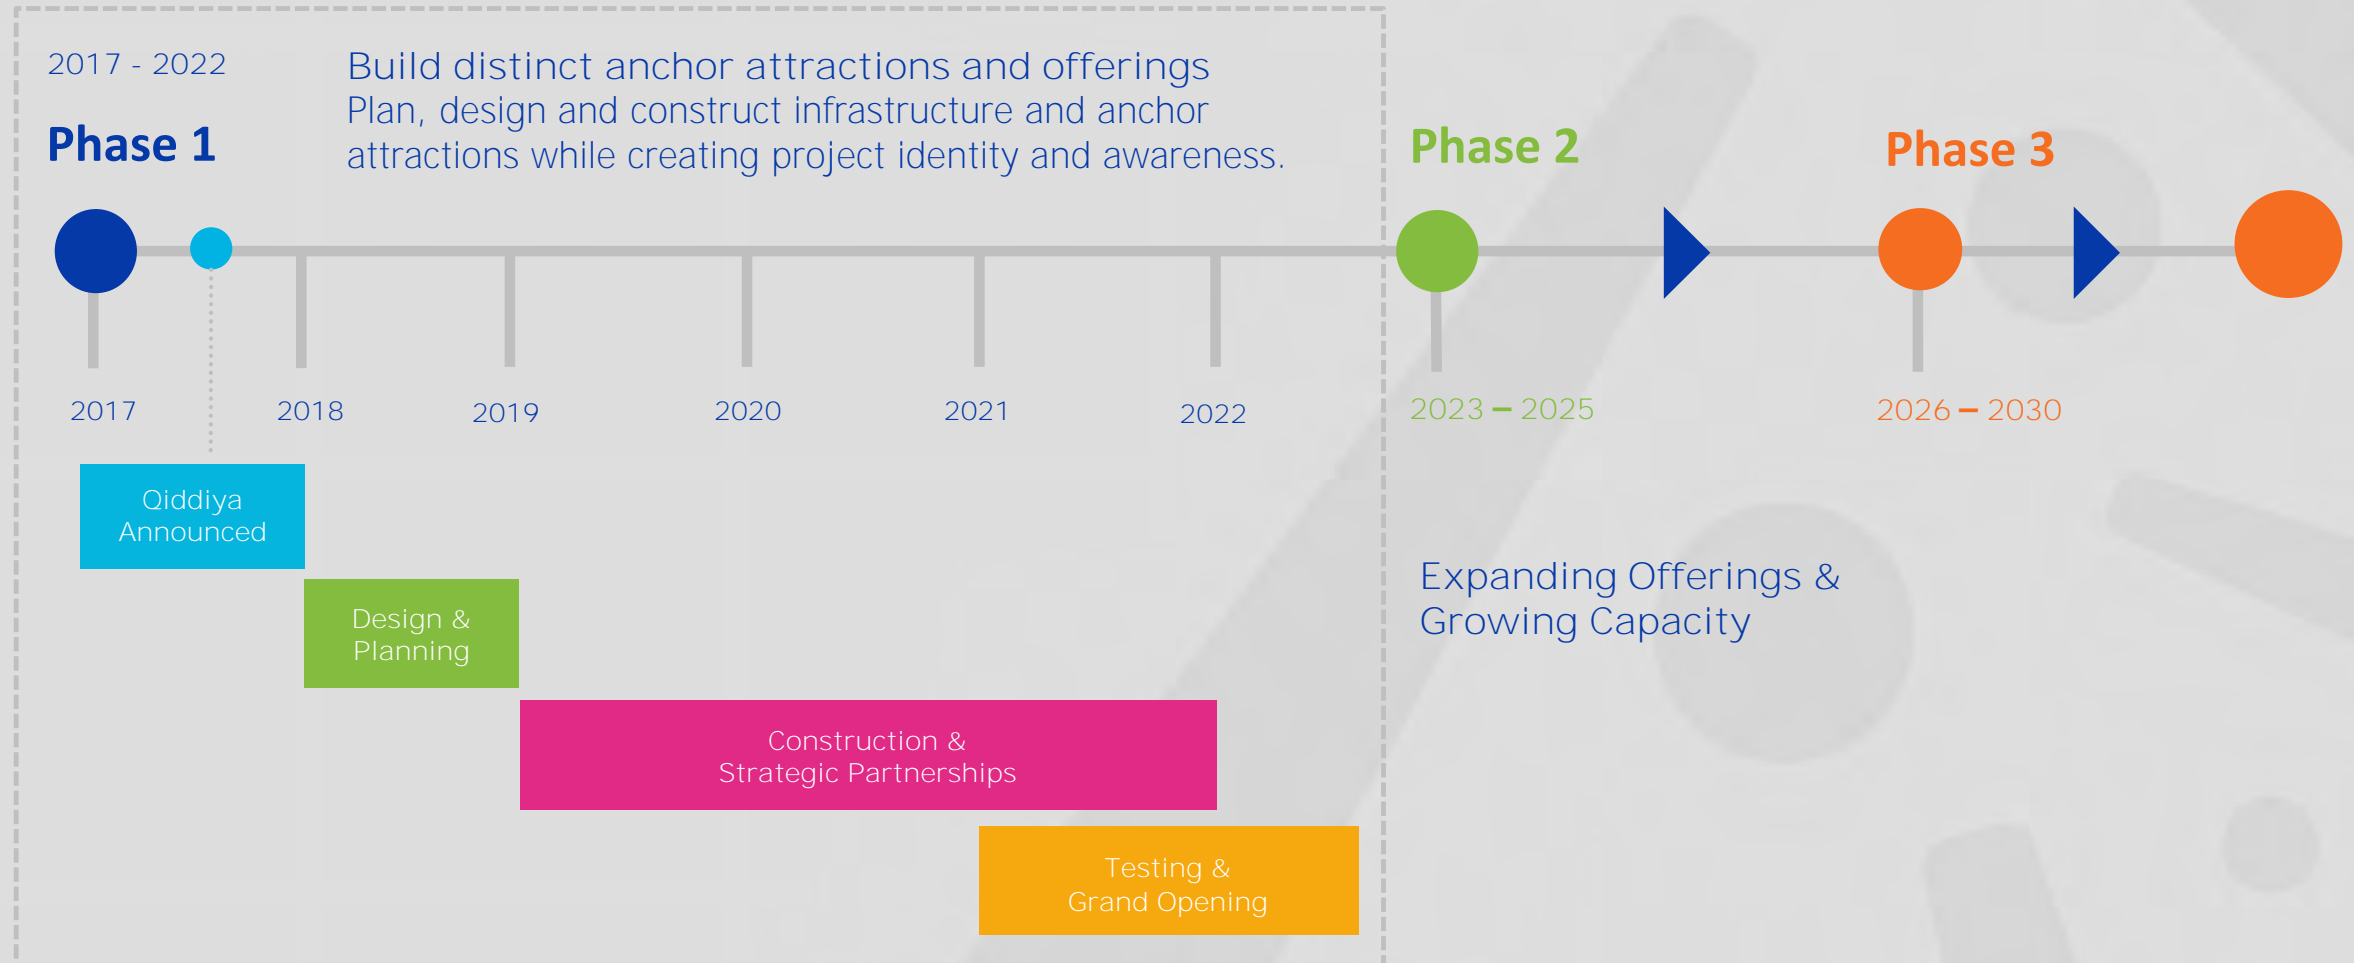 2017 - 2022
Phase 1
Build distinct anchor attractions and offerings
Plan, design and construct infrastructure and anchor
attractions while creating project identity and awareness.
Phase 2
Phase 3
2017
2018
2019
2020
2021
2022
2023 – 2025
2026 – 2030
Qiddiya
Announced
Design &
Planning
Construction &
Strategic Partnerships
Testing &
Grand Opening
Expanding Offerings &
Growing Capacity